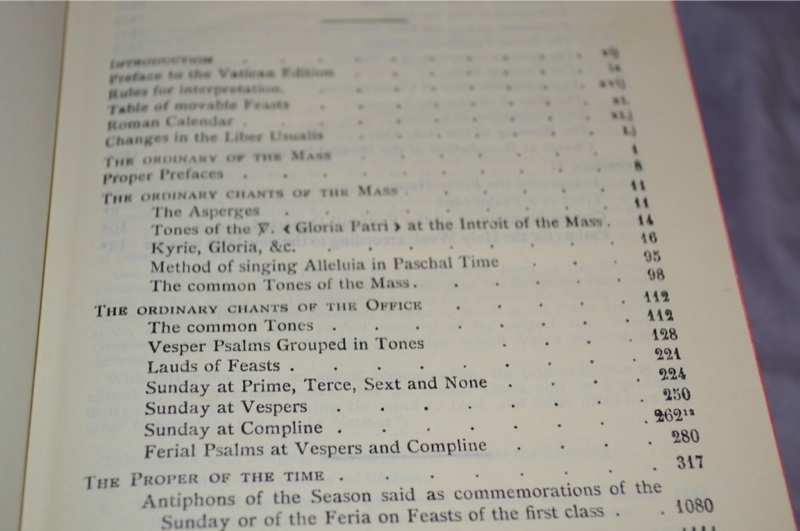 INTRODUCTION . . . . . . . . xij
Preface to the Vatican Edition . . . . . . ix
Rules for interpretation. . . . . . . . xvij
Table of movable Feasts . . . . . . . xl
Roman Calendar . . . . . . . . xlj
Changes in the Liber Usualis . . . . . . lj
THE ORDINARY OF THE MASS . . . . . . 1
Proper Prefaces . . . . . . . . 8
THE ORDINARY CHANTS OF THE MASS . . . . . . 11
The Asperges . . . . . . . 11
Tones of the ℣. ‹ Gloria Patri › at the Introit of the Mass . 14
Kyrie, Gloria, &c. . . . . . . . 16
Method of singing Alleluia in Paschal Time . . . 95
The common Tones of the Mass . . . . . 98
THE ORDINARY CHANTS OF THE OFFICE . . . . . 112
The common Tones . . . . . . . 112
Vesper Psalms Grouped in Tones . . . . 128
Lauds of Feasts . . . . . . . . 221
Sunday at Prime, Terce, Sext and None . . . . 224
Sunday at Vespers . . . . . . . 250
Sunday at Compline . . . . . . . 262¹²
Ferial Psalms at Vespers and Compline . . . . 280
THE PROPER OF THE TIME . . . . . . . . 317
Antiphons of the Season said as commemorations of the
Sunday or of the Feria on Feasts of the first class . . 1080